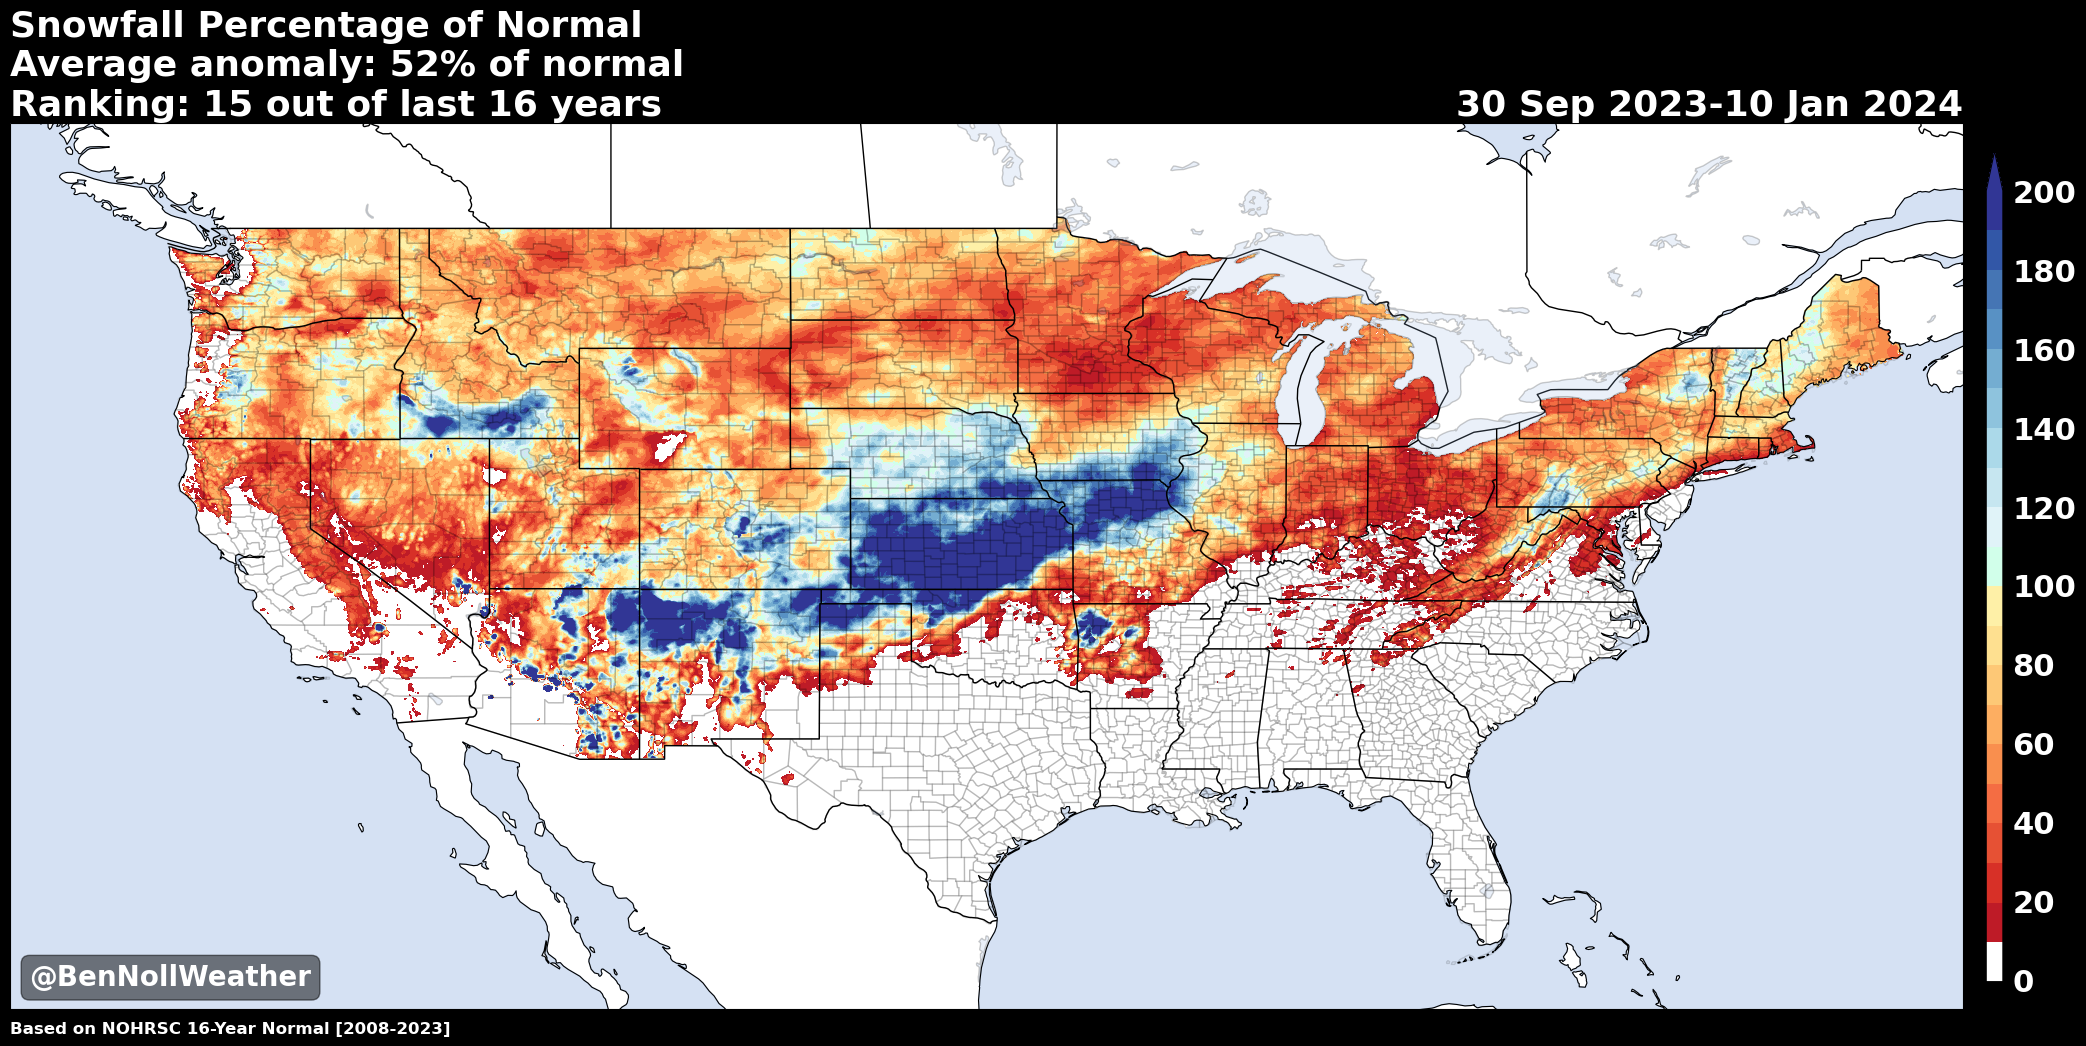 Snowfall Percentage of Normal
Average anomaly: 52% of normal
Ranking: 15 out of last 16 years
30 Sep 2023-10 Jan 2024
200
180
160
140
120
100
80
60
40
20
0
@BenNollWeather
Based on NOHRSC 16-Year Normal [2008-2023]